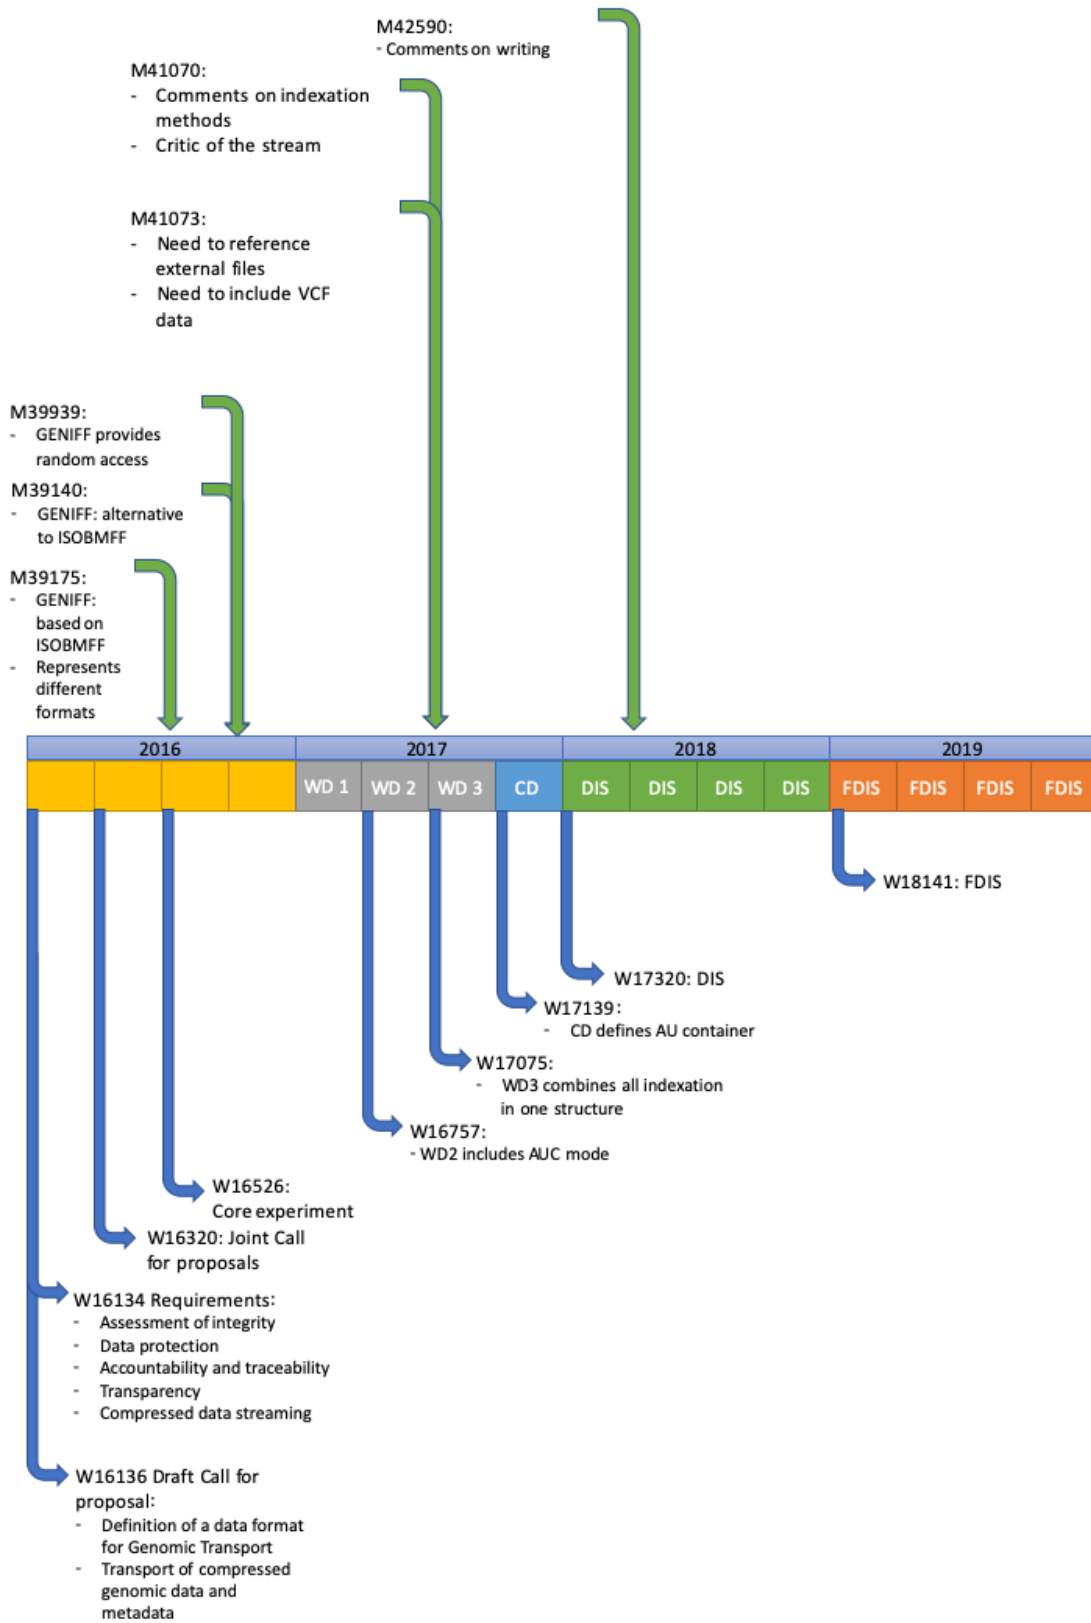 M42590:
- Comments on writing
M41070:
- Comments on indexation
methods
- Critic of the stream
M41073:
- Need to reference
external files
- Need to include VCF
data
M39939:
- GENIFF provides
random access
M39140:
- GENIFF: alternative
to ISOBMFF
M39175:
- GENIFF:
based on
ISOBMFF
- Represents
different
formats
2016 2017 2018 2019
WD 1 WD 2 WD 3 CD DIS DIS DIS DIS FDIS FDIS FDIS FDIS
W18141: FDIS
W17320: DIS
W17139:
- CD defines AU container
W17075:
- WD3 combines all indexation
in one structure
W16757:
- WD2 includes AUC mode
W16526:
Core experiment
W16320: Joint Call
for proposals
W16134 Requirements:
- Assessment of integrity
- Data protection
- Accountability and traceability
- Transparency
- Compressed data streaming
W16136 Draft Call for
proposal:
- Definition of a data format
for Genomic Transport
- Transport of compressed
genomic data and
metadata